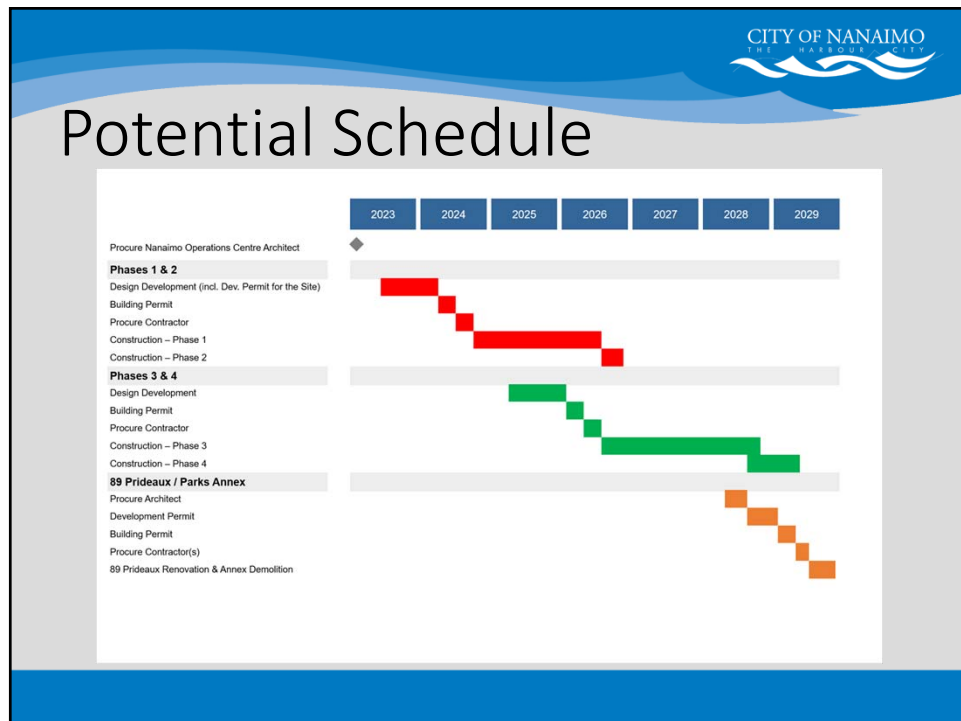 CITY OF NANAIMO
THE HARBOUR CITY
Potential Schedule
2023 2024 2025 2026 2027 2028 2029
Procure Nanaimo Operations Centre Architect
Phases 1 & 2
Design Development (incl. Dev. Permit for the Site)
Building Permit
Procure Contractor
Construction – Phase 1
Construction – Phase 2
Phases 3 & 4
Design Development
Building Permit
Procure Contractor
Construction – Phase 3
Construction – Phase 4
89 Prideaux / Parks Annex
Procure Architect
Development Permit
Building Permit
Procure Contractor(s)
89 Prideaux Renovation & Annex Demolition